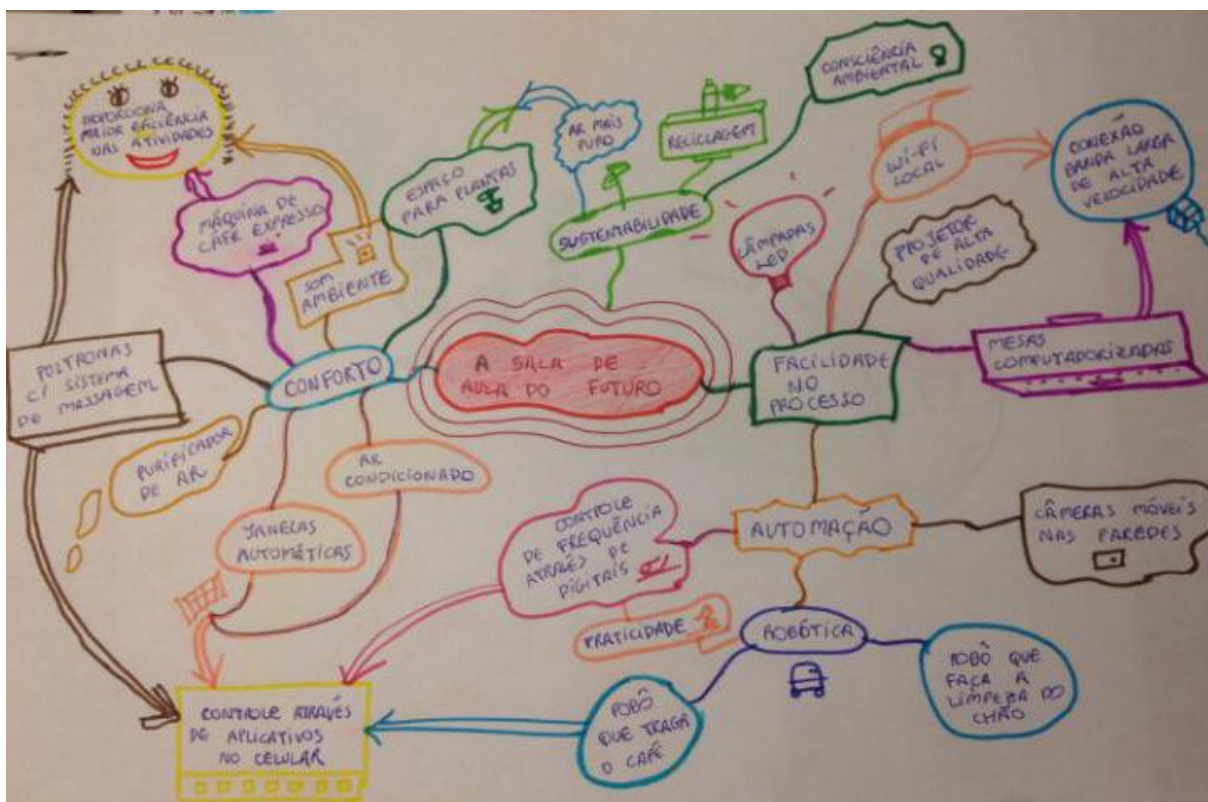 PROPORCIONA
MAIOR EFICIÊNCIA
NAS ATIVIDADES
MÁQUINA DE
CAFÉ EXPRESSO
SOM
AMBIENTE
ESPAÇO
PARA PLANTAS
AR MAIS
PURO
RECICLAGEM
CONSCIÊNCIA
AMBIENTAL
SUSTENTABILIDADE
LÂMPADAS
LED
WI-FI
LOCAL
CONEXÃO
BANDA LARGA
DE ALTA
VELOCIDADE
PROJETOR
DE ALTA
QUALIDADE
POLTRONAS
C/ SISTEMA
DE MASSAGEM
CONFORTO
A SALA DE
AULA DO FUTURO
FACILIDADE
NO
PROCESSO
MESAS
COMPUTADORIZADAS
PURIFICADOR
DE AR
AR
CONDICIONADO
JANELAS
AUTOMÁTICAS
CONTROLE
DE FREQUÊNCIA
ATRAVÉS DE
DIGITAIS
AUTOMAÇÃO
CÂMERAS MÓVEIS
NAS PAREDES
PRATICIDADE
ROBÓTICA
ROBÔ QUE
FAÇA A
LIMPEZA DO
CHÃO
ROBÔ
QUE TRAGA
O CAFÉ
CONTROLE ATRAVÉS
DE APLICATIVOS
NO CELULAR